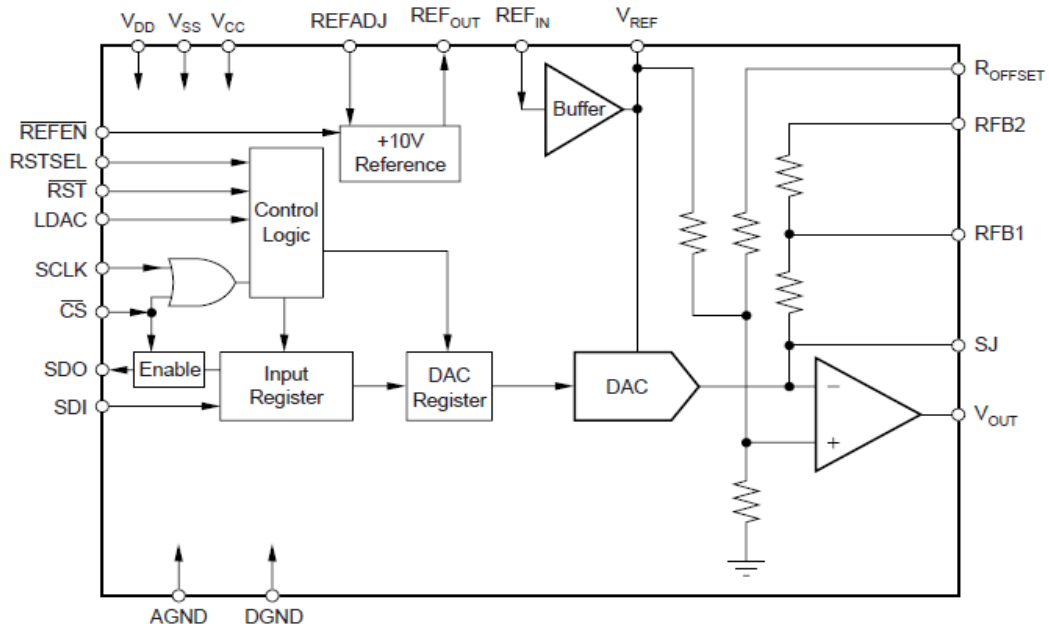 VDD VSS VCC REFADJ REFOUT REFIN VREF
ROFFSET
Buffer
RFB2
REFEN
+10V
Reference
RSTSEL
RST
Control
Logic
LDAC
RFB1
SCLK
CS
SJ
SDO
Enable
Input
Register
DAC
Register
DAC
SDI
−
+
VOUT
AGND DGND